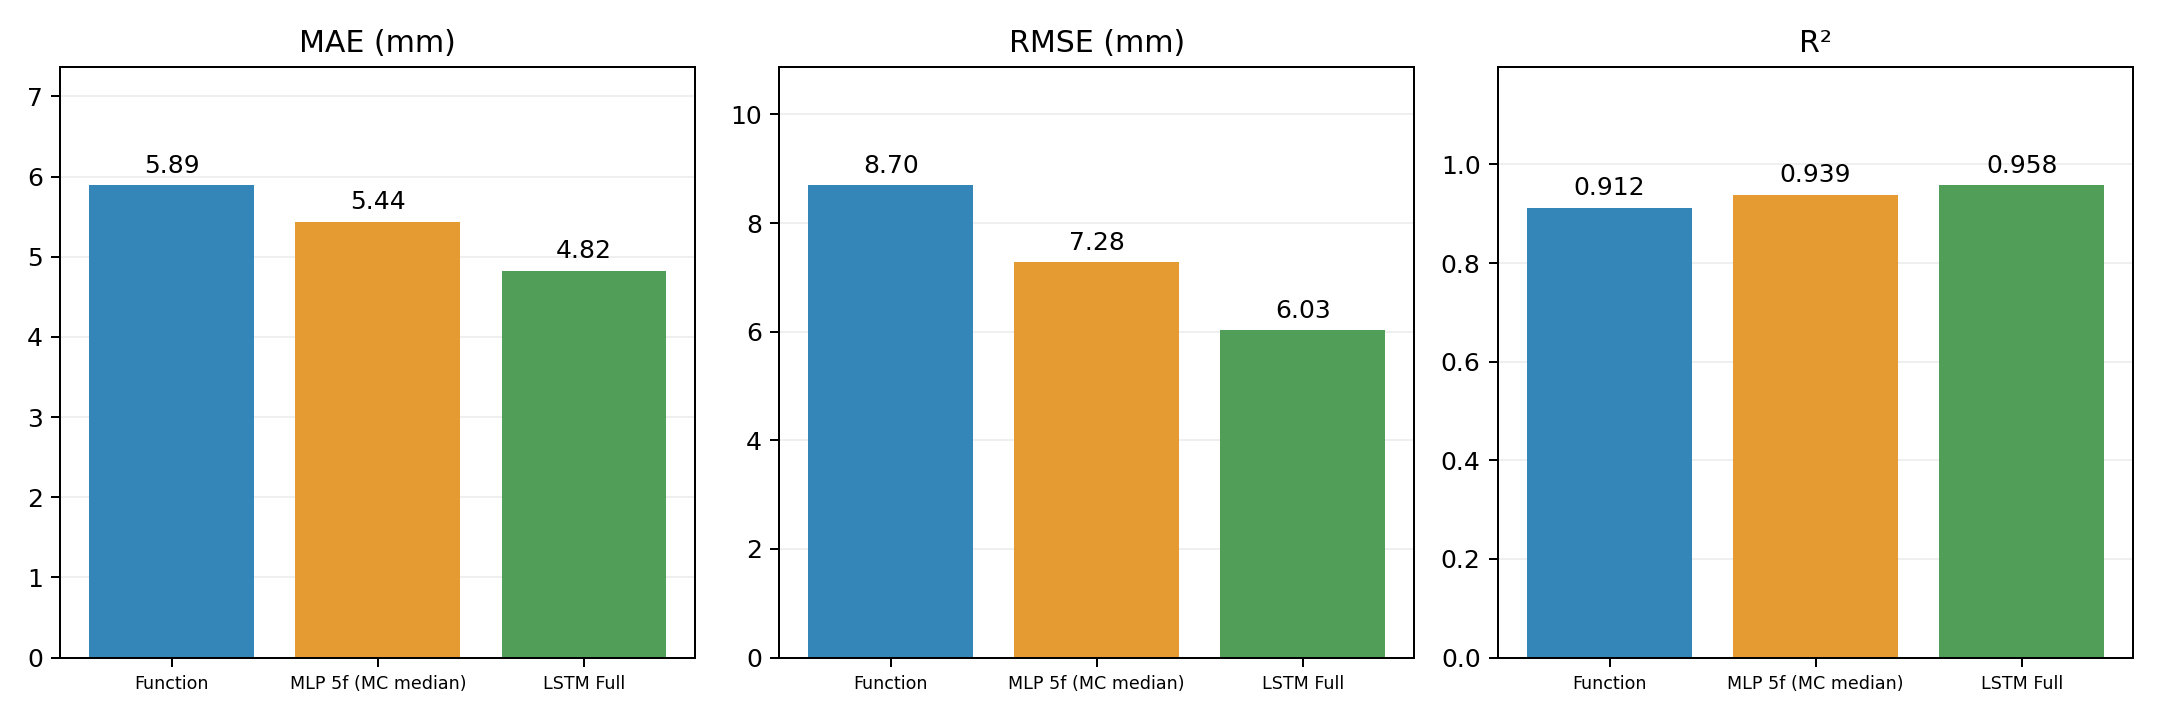 MAE (mm)
7
6
5
4
3
2
1
0
5.89
5.44
4.82
Function
MLP 5f (MC median)
LSTM Full
RMSE (mm)
10
8
6
4
2
0
8.70
7.28
6.03
Function
MLP 5f (MC median)
LSTM Full
R²
1.0
0.8
0.6
0.4
0.2
0.0
0.912
0.939
0.958
Function
MLP 5f (MC median)
LSTM Full